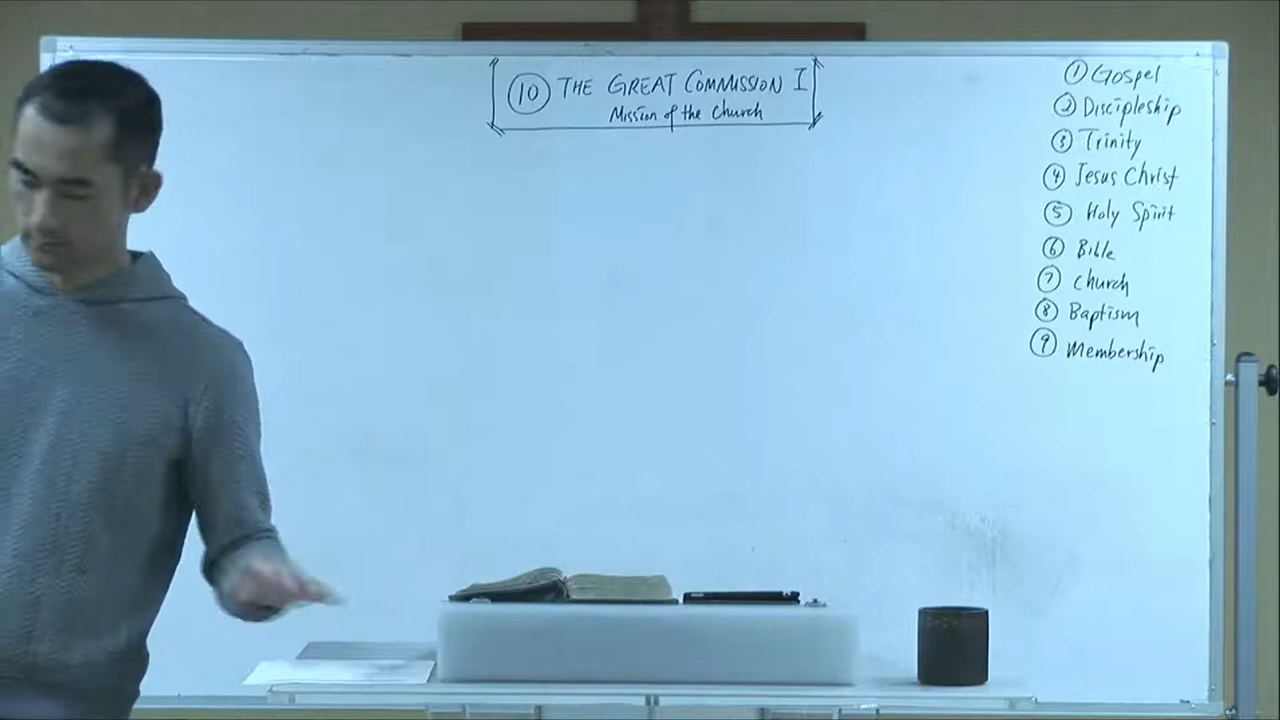 ⑩ THE GREAT COMMISSION I
Mission of the Church
① Gospel
② Discipleship
③ Trinity
④ Jesus Christ
⑤ Holy Spirit
⑥ Bible
⑦ Church
⑧ Baptism
⑨ Membership